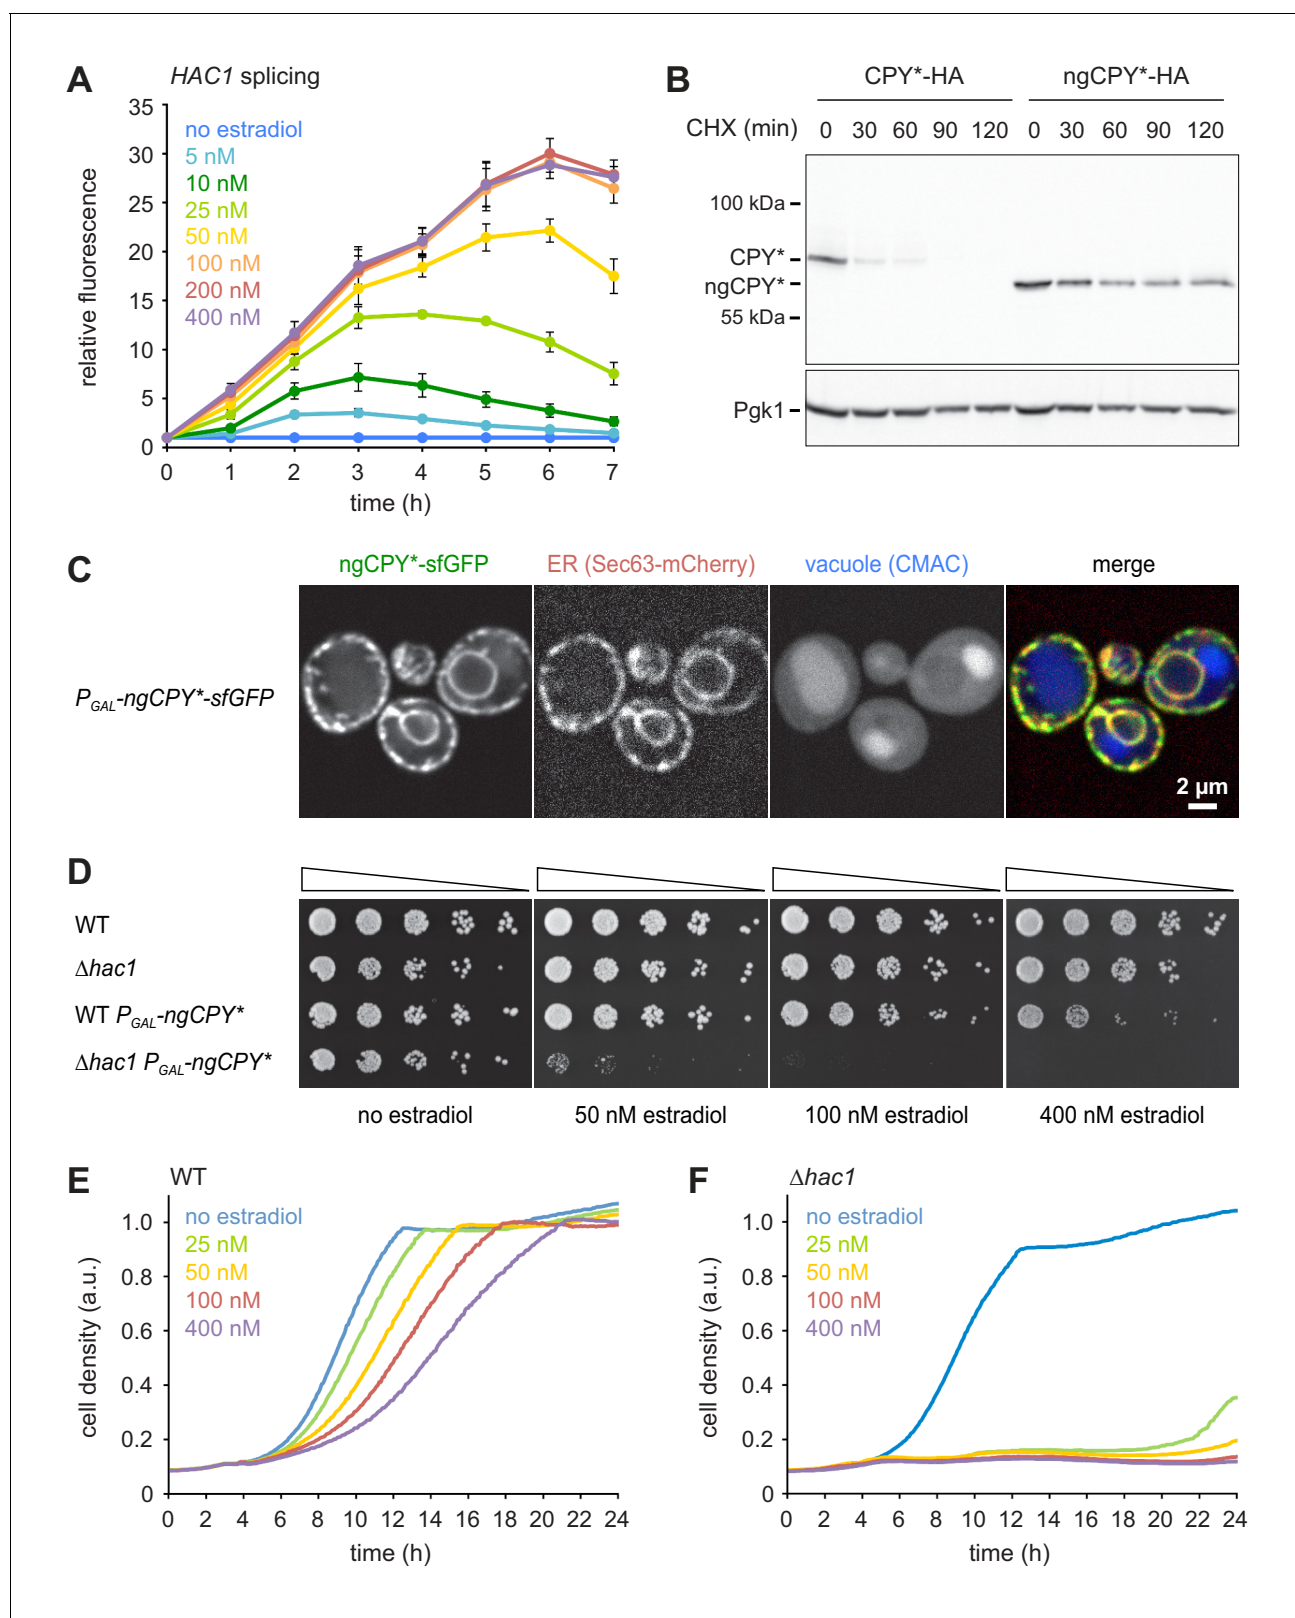 A
HAC1 splicing
35
30
25
20
15
10
5
0
relative fluorescence
no estradiol
5 nM
10 nM
25 nM
50 nM
100 nM
200 nM
400 nM
0 1 2 3 4 5 6 7
time (h)
B
CPY*-HA ngCPY*-HA
CHX (min) 0 30 60 90 120 0 30 60 90 120
100 kDa
CPY*
ngCPY*
55 kDa
Pgk1
C
ngCPY*-sfGFP ER (Sec63-mCherry) vacuole (CMAC) merge
PGAL-ngCPY*-sfGFP
2 µm
D
WT
Δhac1
WT PGAL-ngCPY*
Δhac1 PGAL-ngCPY*
no estradiol 50 nM estradiol 100 nM estradiol 400 nM estradiol
E
WT
1.0
0.8
0.6
0.4
0.2
0
cell density (a.u.)
no estradiol
25 nM
50 nM
100 nM
400 nM
0 2 4 6 8 10 12 14 16 18 20 22 24
time (h)
F
Δhac1
1.0
0.8
0.6
0.4
0.2
0
cell density (a.u.)
no estradiol
25 nM
50 nM
100 nM
400 nM
0 2 4 6 8 10 12 14 16 18 20 22 24
time (h)